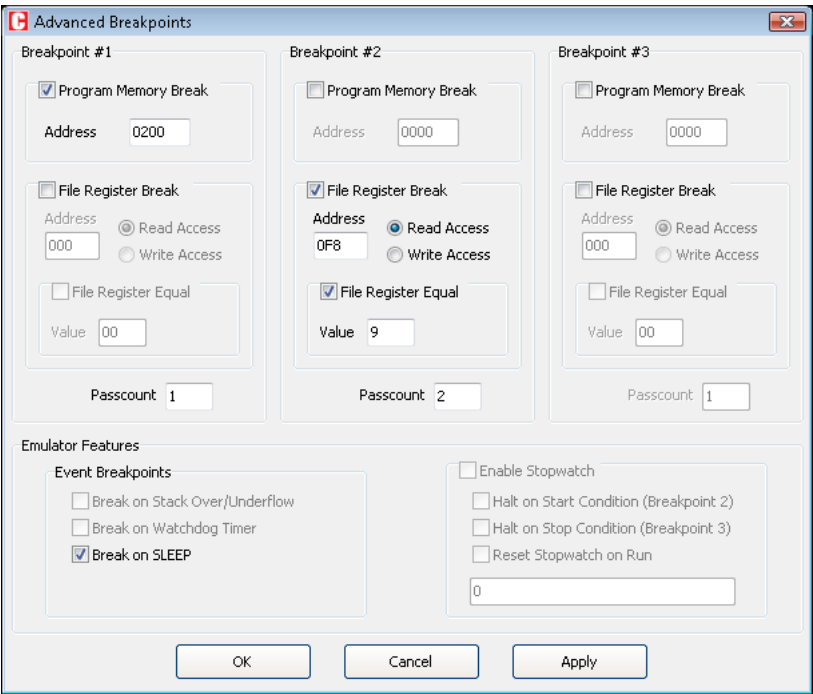 Advanced Breakpoints
Breakpoint #1
Program Memory Break
Address 0200
File Register Break
Address
000
Read Access
Write Access
File Register Equal
Value 00
Passcount 1
Breakpoint #2
Program Memory Break
Address 0000
File Register Break
Address
0F8
Read Access
Write Access
File Register Equal
Value 9
Passcount 2
Breakpoint #3
Program Memory Break
Address 0000
File Register Break
Address
000
Read Access
Write Access
File Register Equal
Value 00
Passcount 1
Emulator Features
Event Breakpoints
Break on Stack Over/Underflow
Break on Watchdog Timer
Break on SLEEP
Enable Stopwatch
Halt on Start Condition (Breakpoint 2)
Halt on Stop Condition (Breakpoint 3)
Reset Stopwatch on Run
0
OK Cancel Apply